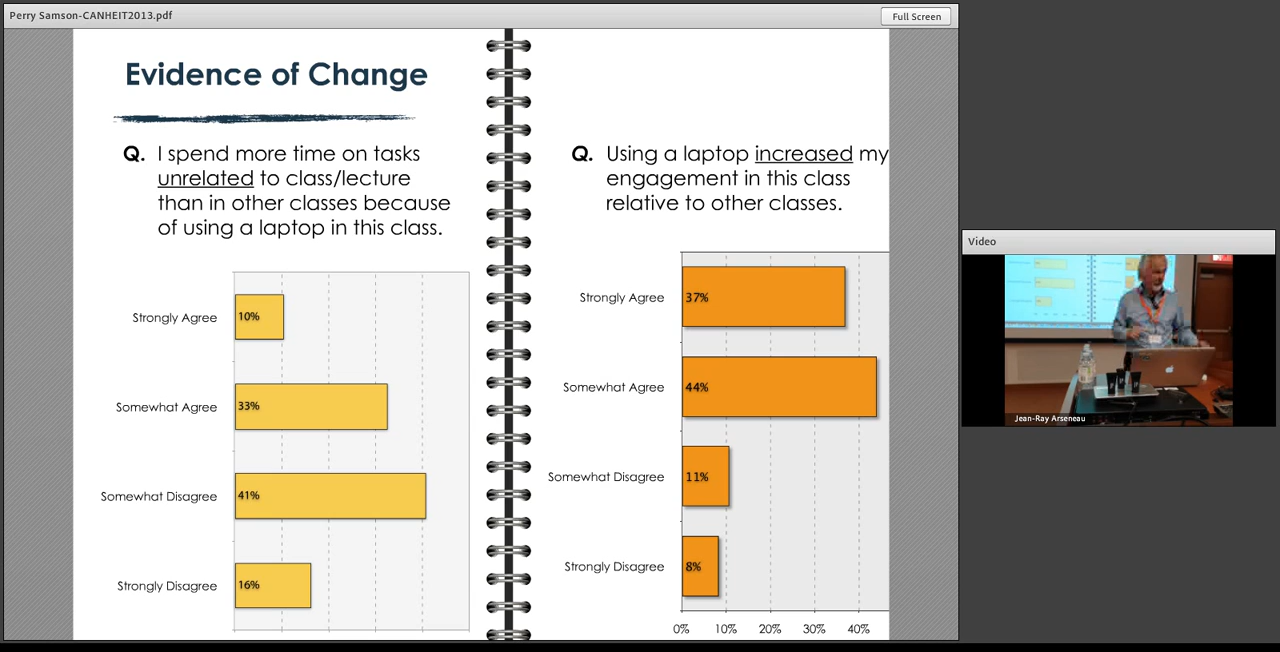 Perry Samson-CANHEIT2013.pdf
Full Screen
Evidence of Change
Q. I spend more time on tasks
unrelated to class/lecture
than in other classes because
of using a laptop in this class.
Strongly Agree
10%
Somewhat Agree
33%
Somewhat Disagree
41%
Strongly Disagree
16%
Q. Using a laptop increased my
engagement in this class
relative to other classes.
Strongly Agree
37%
Somewhat Agree
44%
Somewhat Disagree
11%
Strongly Disagree
8%
0% 10% 20% 30% 40%
Video
Jean-Ray Arseneau